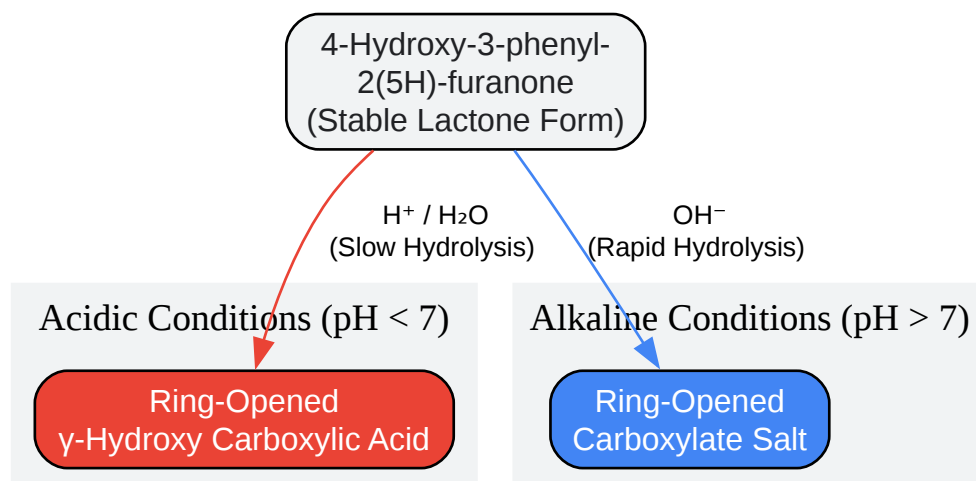 4-Hydroxy-3-phenyl-
2(5H)-furanone
(Stable Lactone Form)
H⁺ / H₂O
(Slow Hydrolysis)
OH⁻
(Rapid Hydrolysis)
Acidic Conditions (pH < 7)
Alkaline Conditions (pH > 7)
Ring-Opened
γ-Hydroxy Carboxylic Acid
Ring-Opened
Carboxylate Salt